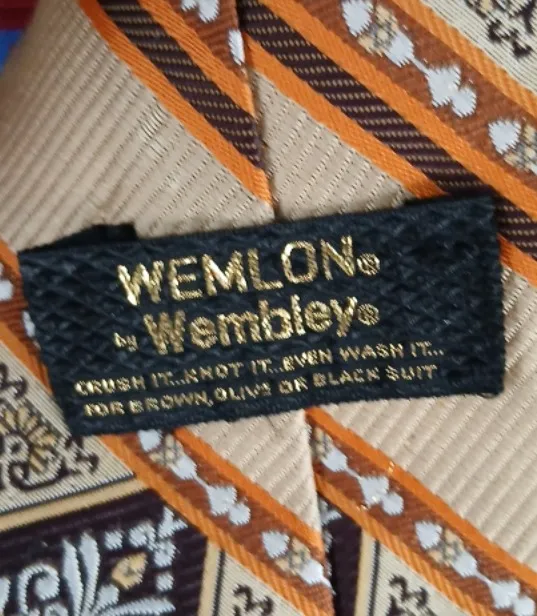 WEMLON®
by Wembley®
CRUSH IT...KNOT IT...EVEN WASH IT...
FOR BROWN, OLIVE OR BLACK SUIT